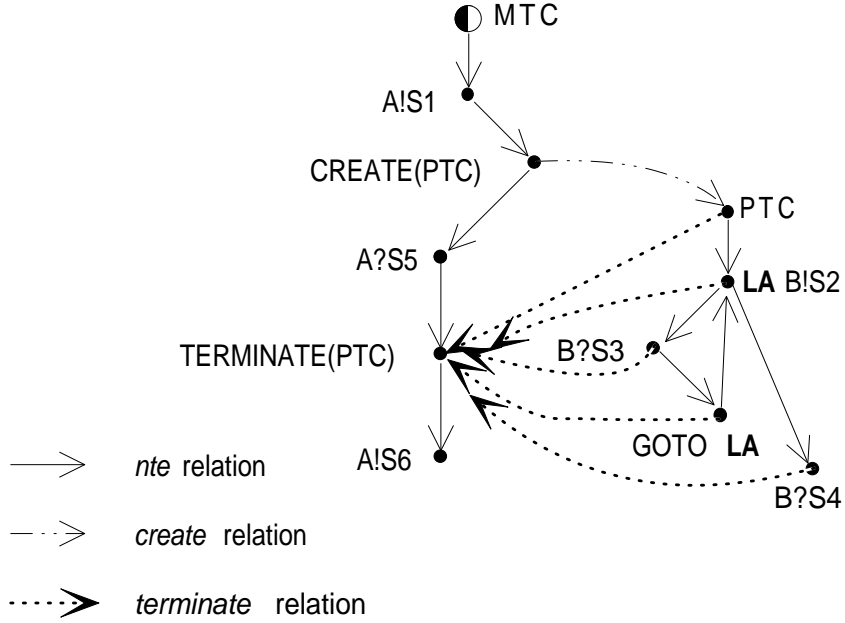 MTC
A!S1
CREATE(PTC)
PTC
A?S5
LA B!S2
TERMINATE(PTC)
B?S3
GOTO LA
A!S6
B?S4
nte relation
create relation
terminate relation